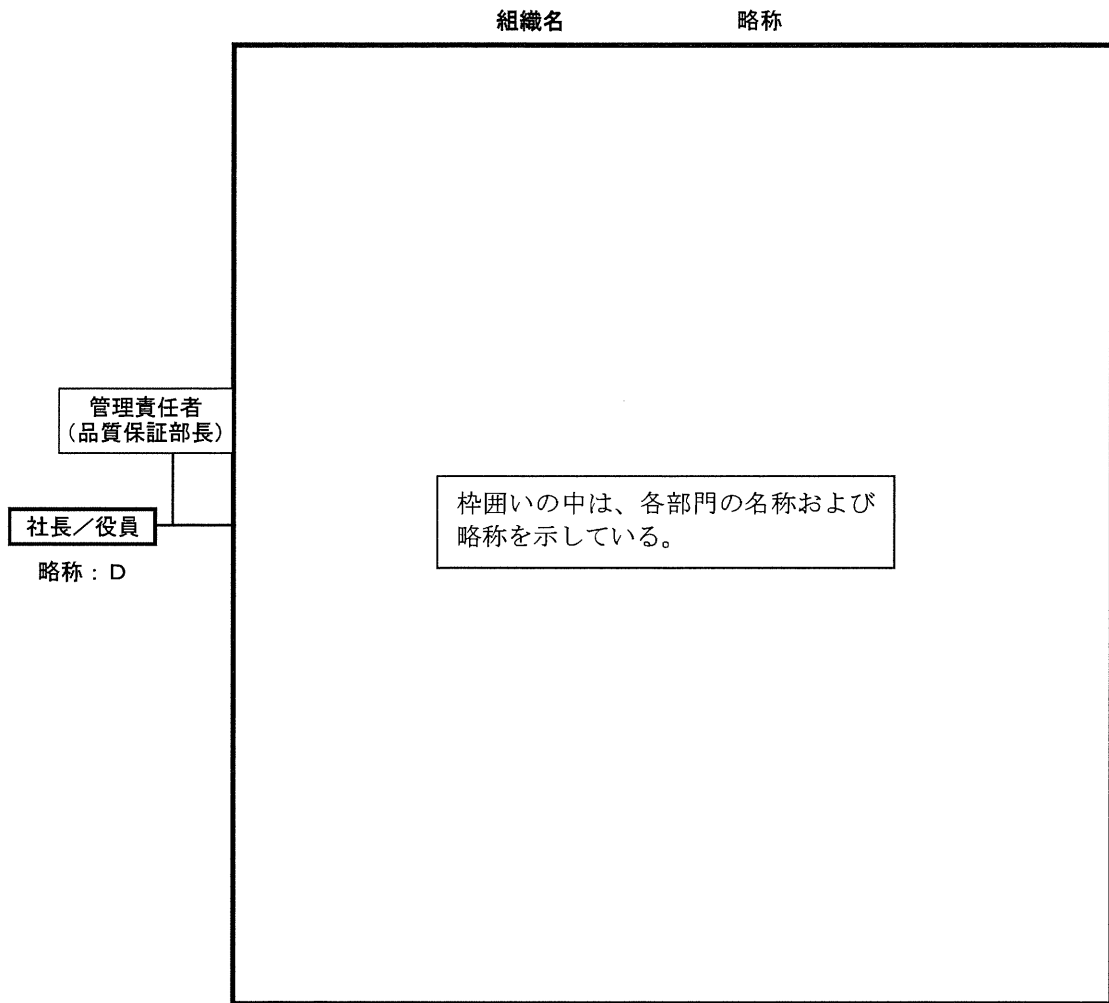 組織名 略称
管理責任者
(品質保証部長)
社長／役員
略称：D
枠囲いの中は、各部門の名称および
略称を示している。